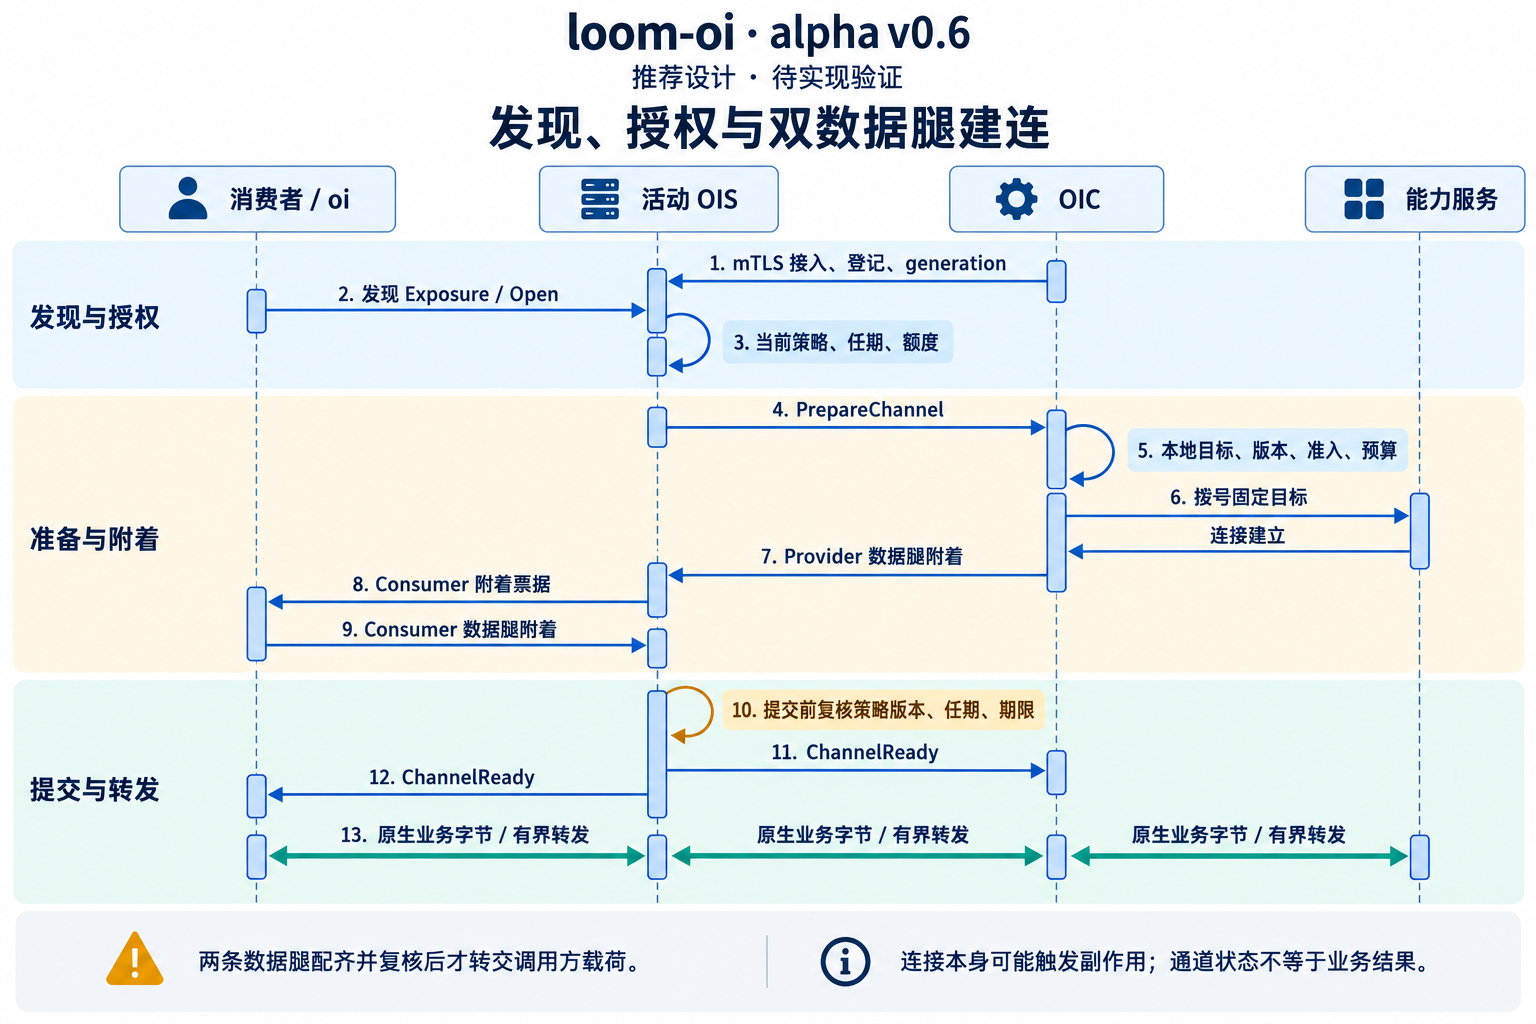 loom-oi · alpha v0.6
推荐设计 · 待实现验证
发现、授权与双数据腿建连
消费者 / oi
活动 OIS
OIC
能力服务
发现与授权
1. mTLS 接入、登记、generation
2. 发现 Exposure / Open
3. 当前策略、任期、额度
准备与附着
4. PrepareChannel
5. 本地目标、版本、准入、预算
6. 拨号固定目标
连接建立
7. Provider 数据腿附着
8. Consumer 附着票据
9. Consumer 数据腿附着
提交与转发
10. 提交前复核策略版本、任期、期限
11. ChannelReady
12. ChannelReady
13. 原生业务字节 / 有界转发
原生业务字节 / 有界转发
原生业务字节 / 有界转发
两条数据腿配齐并复核后才转交调用方载荷。
连接本身可能触发副作用；通道状态不等于业务结果。